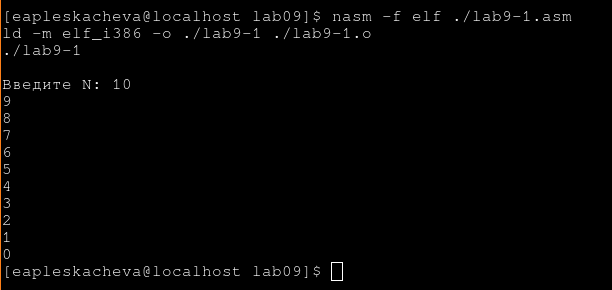 [eapleskacheva@localhost lab09]$ nasm -f elf ./lab9-1.asm
ld -m elf_i386 -o ./lab9-1 ./lab9-1.o
./lab9-1
Введите N: 10
9
8
7
6
5
4
3
2
1
0
[eapleskacheva@localhost lab09]$